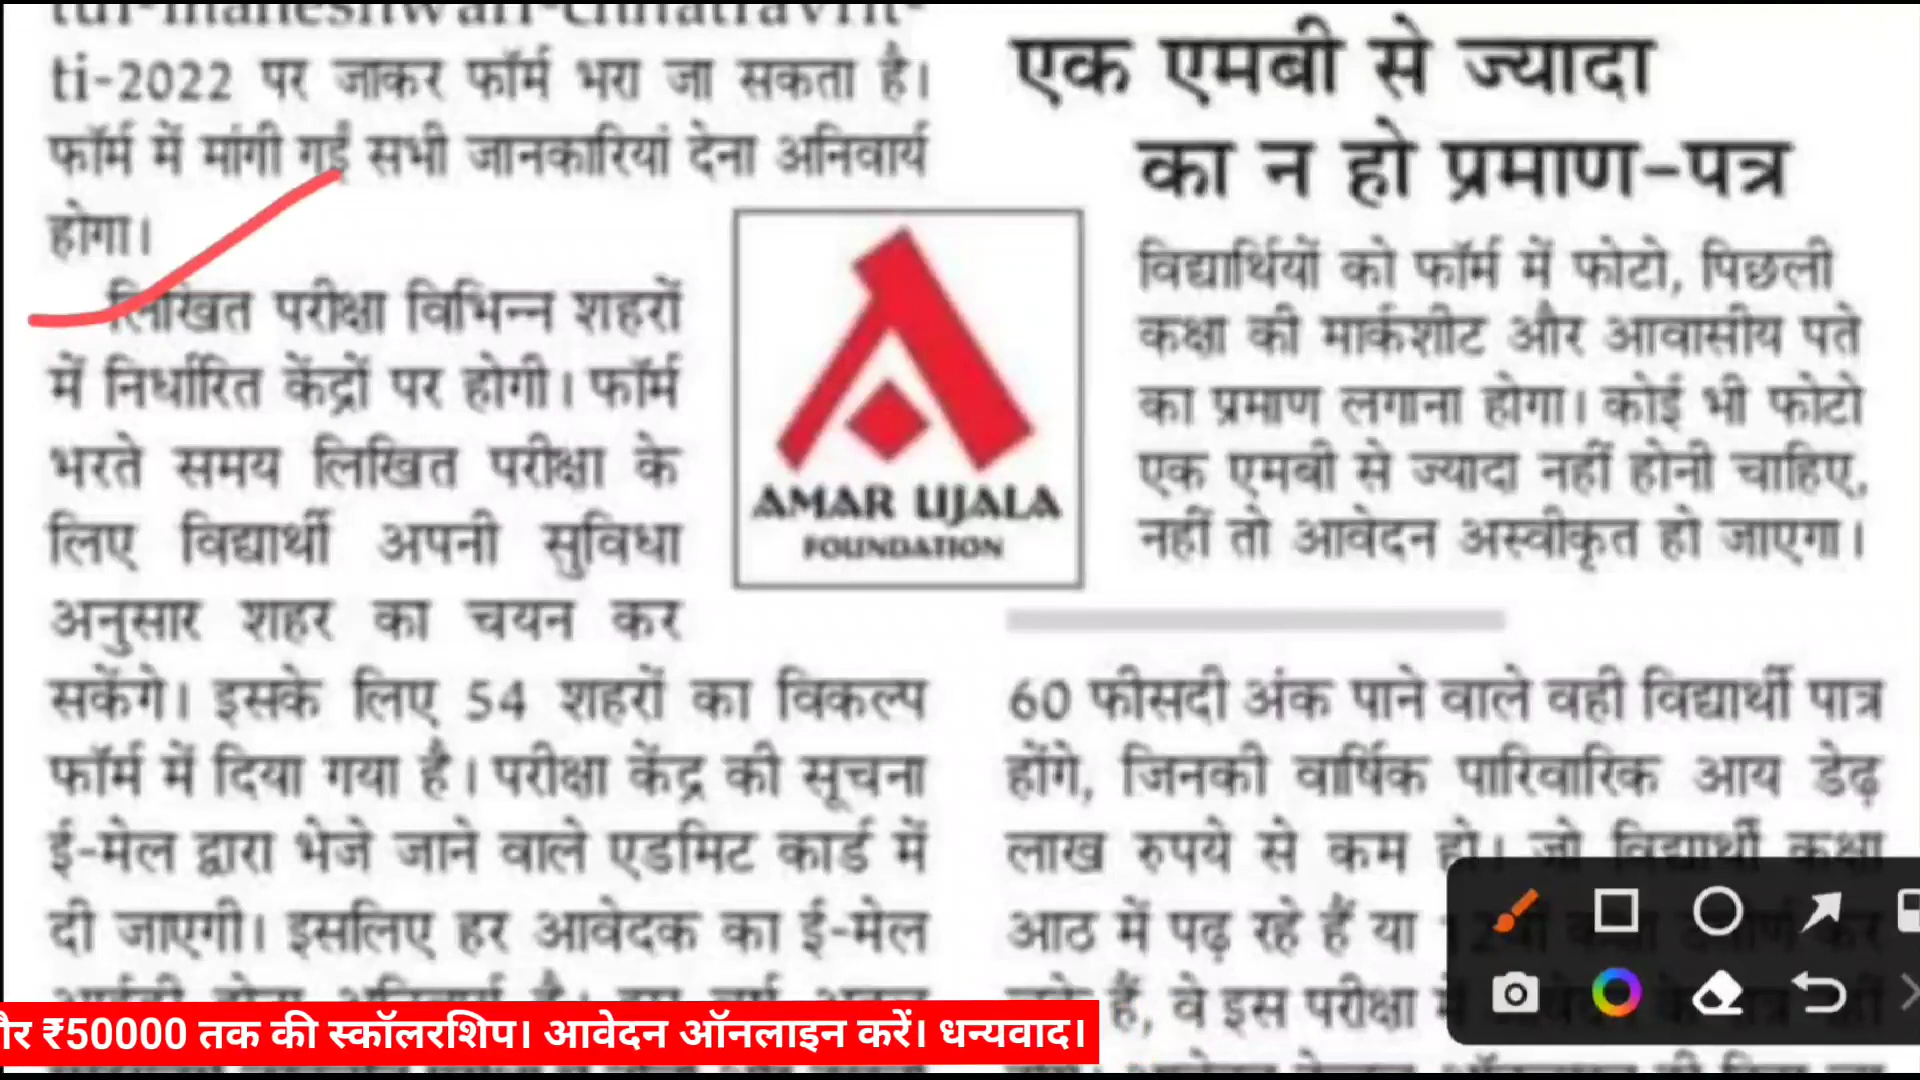 ti-2022 पर जाकर फॉर्म भरा जा सकता है।
फॉर्म में मांगी गईं सभी जानकारियां देना अनिवार्य
होगा।
लिखित परीक्षा विभिन्न शहरों
में निर्धारित केंद्रों पर होगी। फॉर्म
भरते समय लिखित परीक्षा के
लिए विद्यार्थी अपनी सुविधा
अनुसार शहर का चयन कर
सकेंगे। इसके लिए 54 शहरों का विकल्प
फॉर्म में दिया गया है। परीक्षा केंद्र की सूचना
ई-मेल द्वारा भेजे जाने वाले एडमिट कार्ड में
दी जाएगी। इसलिए हर आवेदक का ई-मेल
AMAR UJALA
FOUNDATION
एक एमबी से ज्यादा
का न हो प्रमाण-पत्र
विद्यार्थियों को फॉर्म में फोटो, पिछली
कक्षा की मार्कशीट और आवासीय पते
का प्रमाण लगाना होगा। कोई भी फोटो
एक एमबी से ज्यादा नहीं होनी चाहिए,
नहीं तो आवेदन अस्वीकृत हो जाएगा।
60 फीसदी अंक पाने वाले वही विद्यार्थी पात्र
होंगे, जिनकी वार्षिक पारिवारिक आय डेढ़
लाख रुपये से कम हो। जो विद्यार्थी कक्षा
आठ में पढ़ रहे हैं या
हैं, वे इस परीक्षा
₹50000 तक की स्कॉलरशिप। आवेदन ऑनलाइन करें। धन्यवाद।